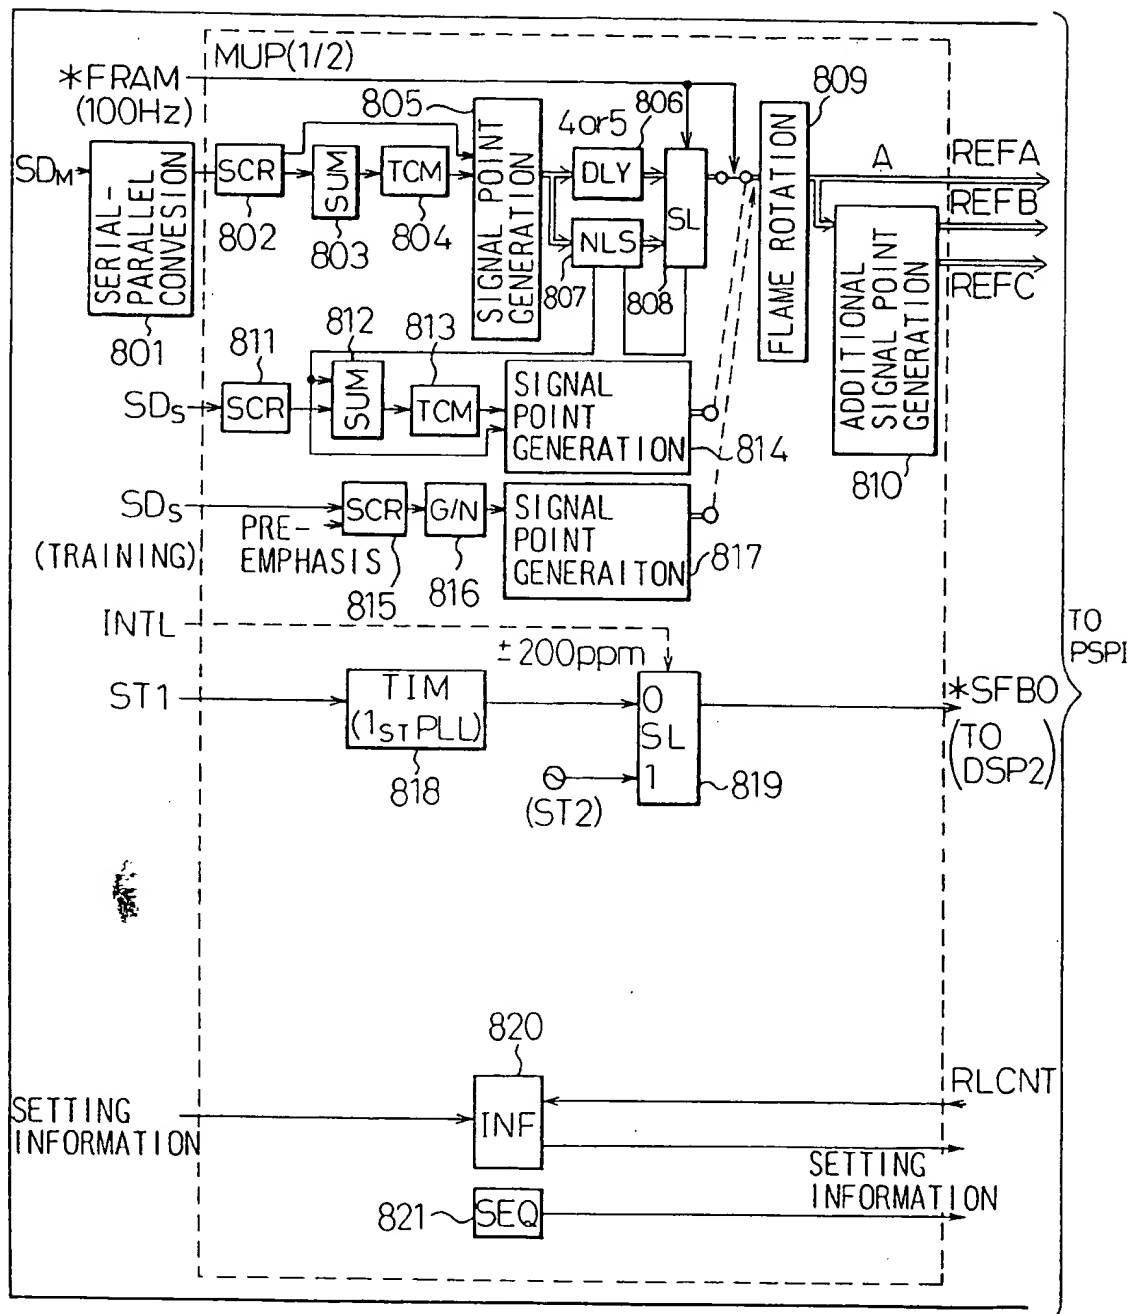 MUP(1/2)
*FRAM
(100Hz)
805
4or5
806
809
SDM
SERIAL-
PARALLEL
CONVESION
801
SCR
802
SUM
803
TCM
804
SIGNAL POINT
GENERATION
DLY
NLS
807
SL
808
FLAME ROTATION
A
REFA
REFB
REFC
ADDITIONAL
SIGNAL POINT
GENERATION
810
811
812
813
SDS
SCR
SUM
TCM
SIGNAL
POINT
GENERATION
814
SDS
(TRAINING)
PRE-
EMPHASIS
SCR
815
G/N
816
SIGNAL
POINT
GENERAITON
817
INTL
±200ppm
ST1
TIM
(1ST PLL)
818
0
SL
1
819
(ST2)
*SFBO
(TO
DSP2)
TO
PSPI
820
INF
RLCNT
SETTING
INFORMATION
SETTING
INFORMATION
821
SEQ